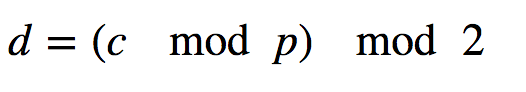 d = (c mod p) mod 2